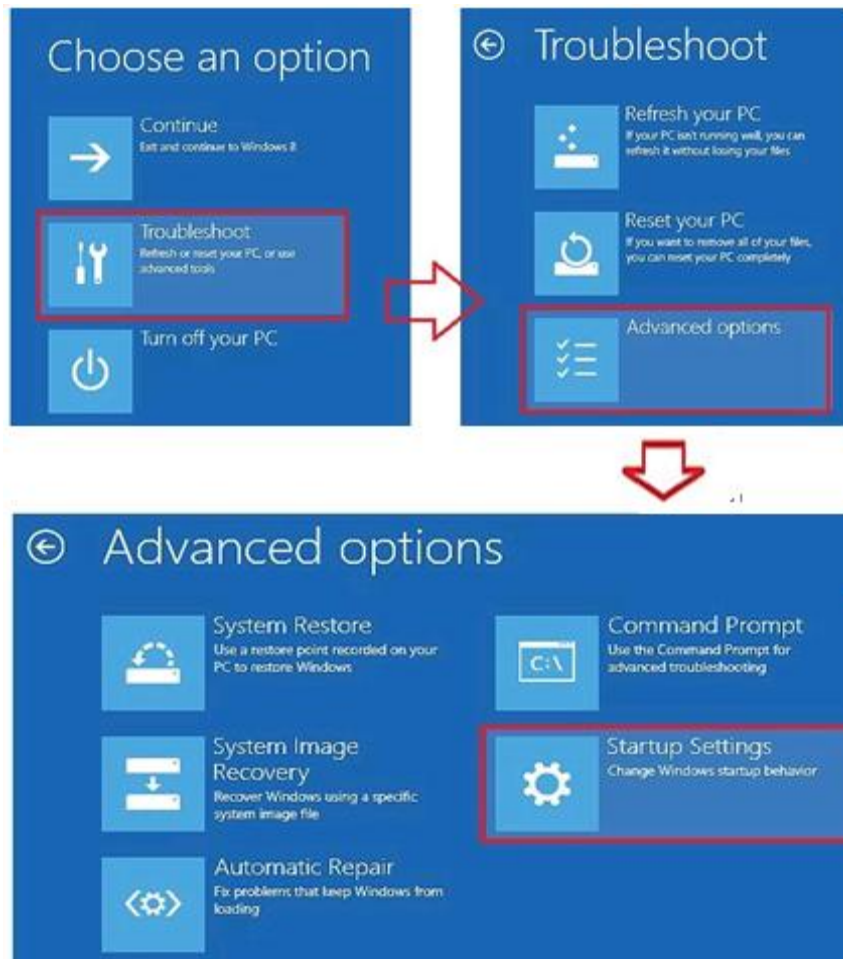 Choose an option
Continue
Exit and continue to Windows 8
Troubleshoot
Refresh or reset your PC, or use
advanced tools
Turn off your PC
Troubleshoot
Refresh your PC
If your PC isn't running well, you can
refresh it without losing your files
Reset your PC
If you want to remove all of your files,
you can reset your PC completely
Advanced options
Advanced options
System Restore
Use a restore point recorded on your
PC to restore Windows
System Image
Recovery
Recover Windows using a specific
system image file
Automatic Repair
Fix problems that keep Windows from
loading
Command Prompt
C:\
Use the Command Prompt for
advanced troubleshooting
Startup Settings
Change Windows startup behavior